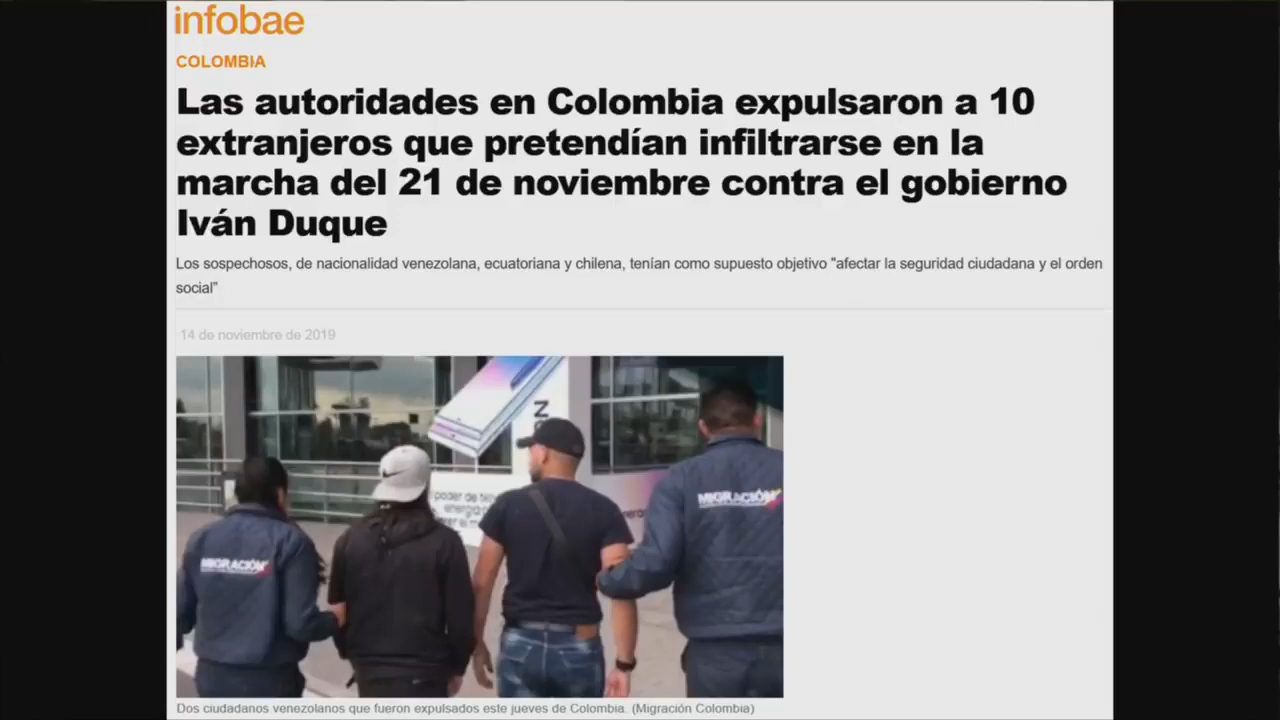 infobae
COLOMBIA
Las autoridades en Colombia expulsaron a 10
extranjeros que pretendían infiltrarse en la
marcha del 21 de noviembre contra el gobierno
Iván Duque
Los sospechosos, de nacionalidad venezolana, ecuatoriana y chilena, tenían como supuesto objetivo "afectar la seguridad ciudadana y el orden
social"
14 de noviembre de 2019
MIGRACIÓN
MIGRACIÓN
poder de
energía
Dos ciudadanos venezolanos que fueron expulsados este jueves de Colombia. (Migración Colombia)